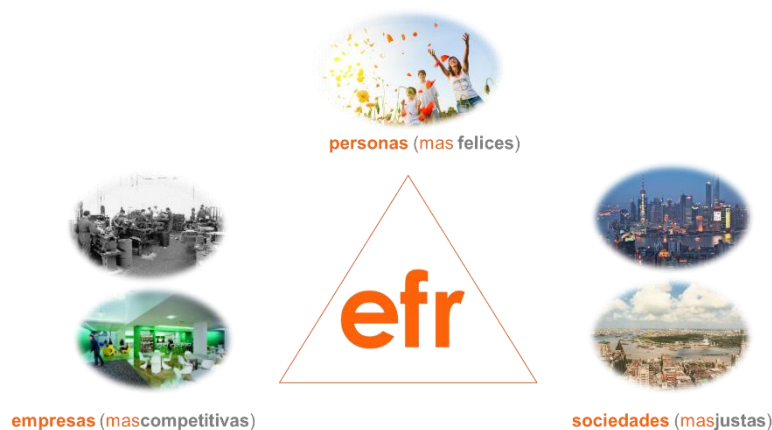 personas (mas felices)
efr
empresas (mascompetitivas)
sociedades (masjustas)